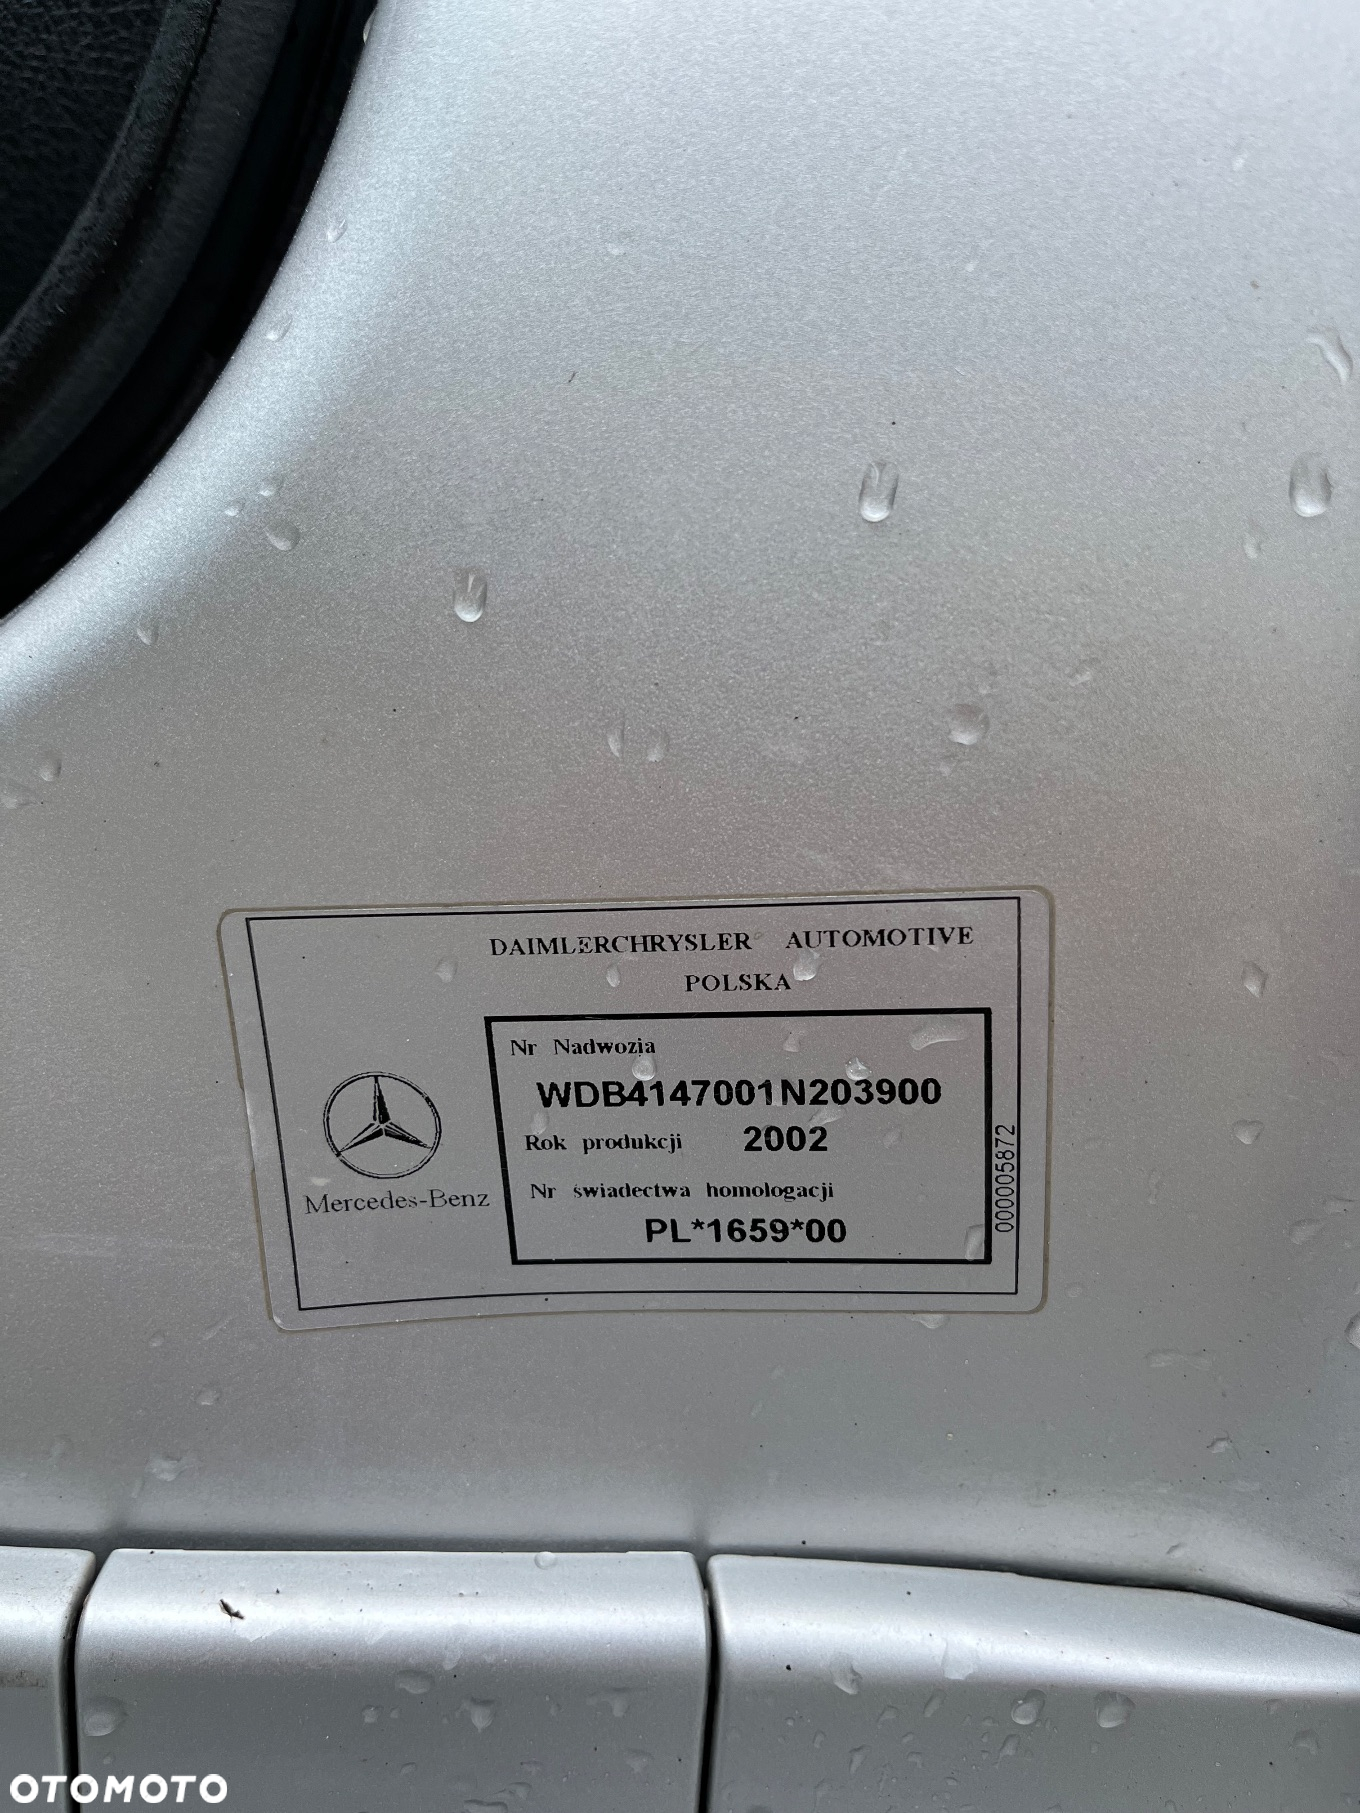 DAIMLERCHRYSLER AUTOMOTIVE
POLSKA
Nr Nadwozia
WDB4147001N203900
Rok produkcji 2002
Nr świadectwa homologacji
PL*1659*00
Mercedes-Benz
000005872
OTOMOTO